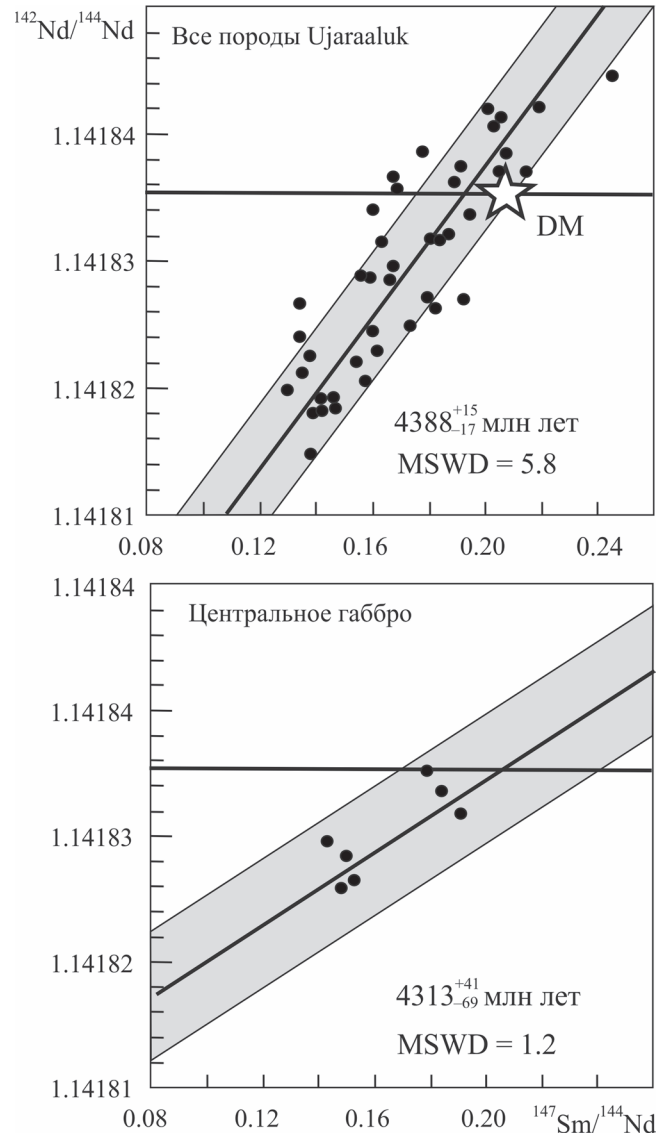 ¹⁴²Nd/¹⁴⁴Nd
Все породы Ujaraaluk
1.14184
DM
1.14183
1.14182
4388 +15 –17 млн лет
MSWD = 5.8
1.14181
0.08 0.12 0.16 0.20 0.24
1.14184
Центральное габбро
1.14184
1.14183
1.14182
4313 +41 –69 млн лет
MSWD = 1.2
1.14181
0.08 0.12 0.16 0.20 ¹⁴⁷Sm/¹⁴⁴Nd